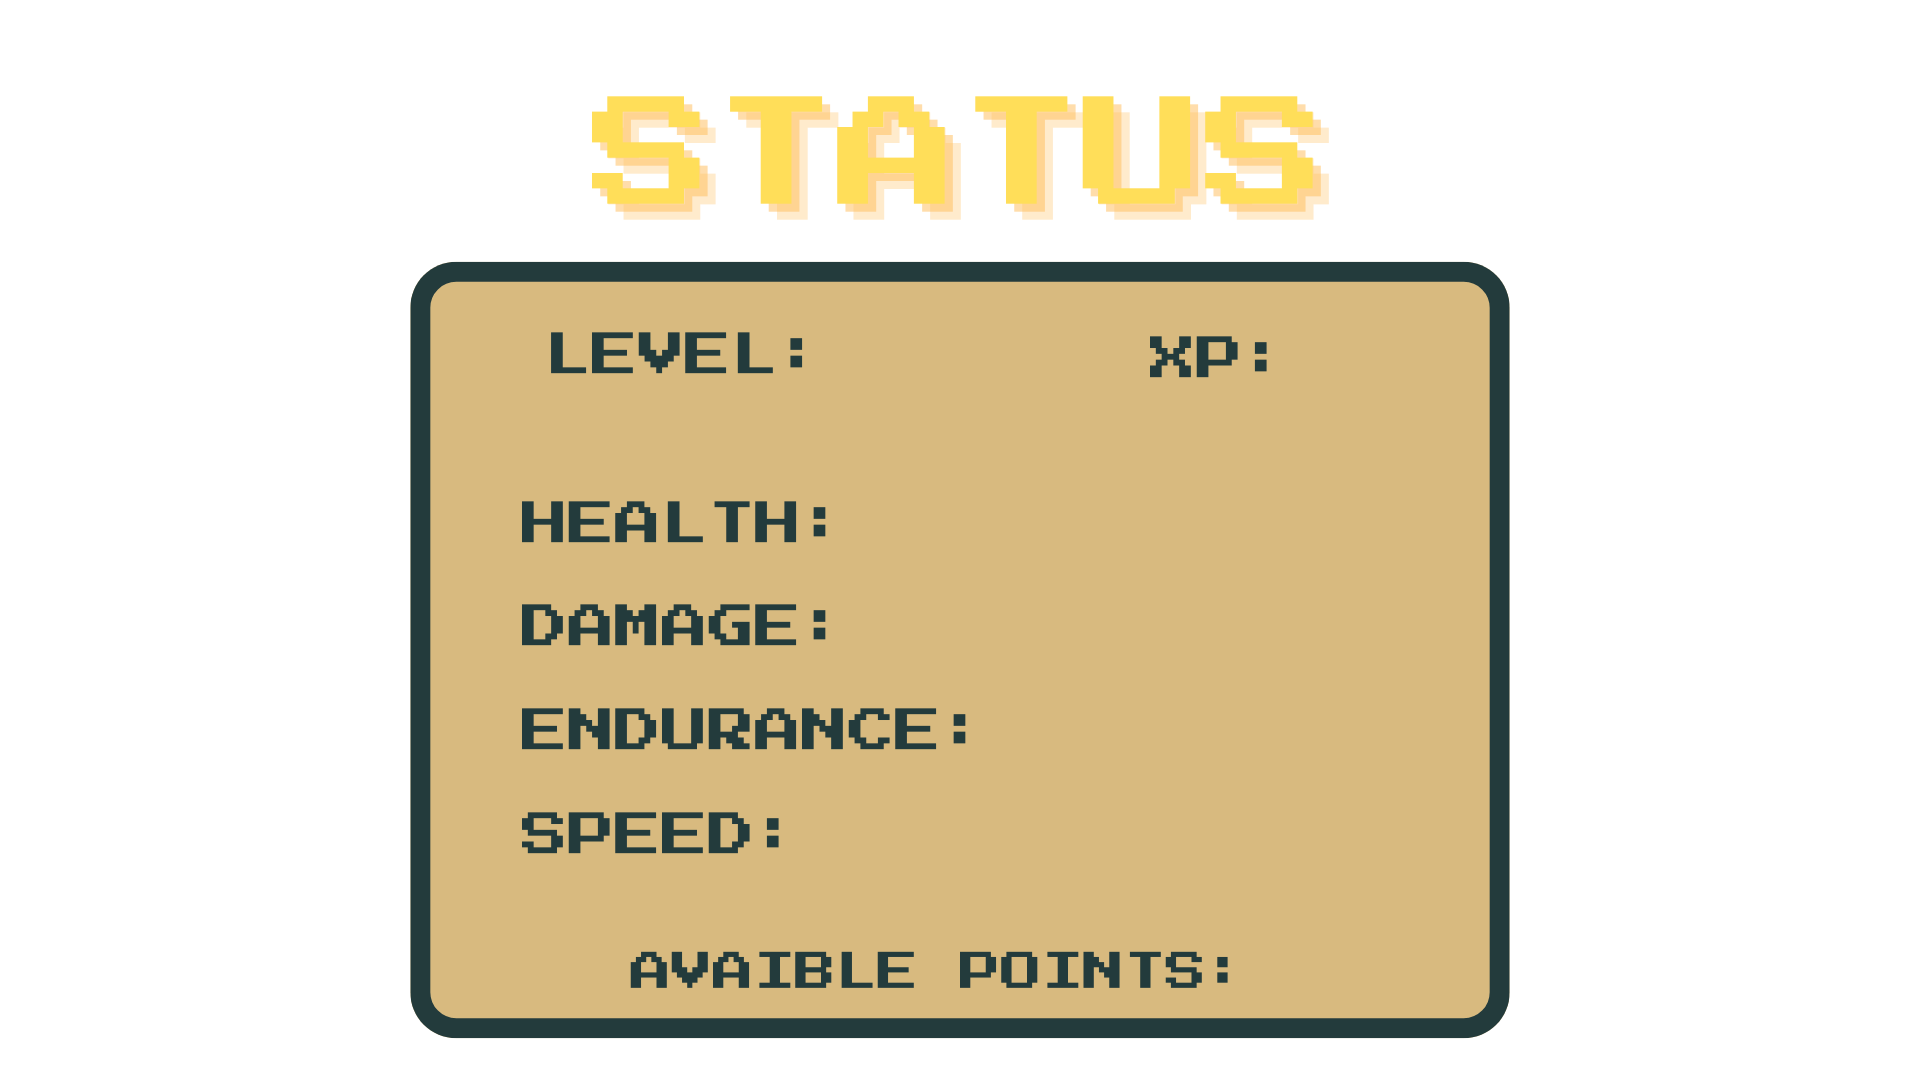 STATUS
LEVEL: XP:
HEALTH:
DAMAGE:
ENDURANCE:
SPEED:
AVAIBLE POINTS: